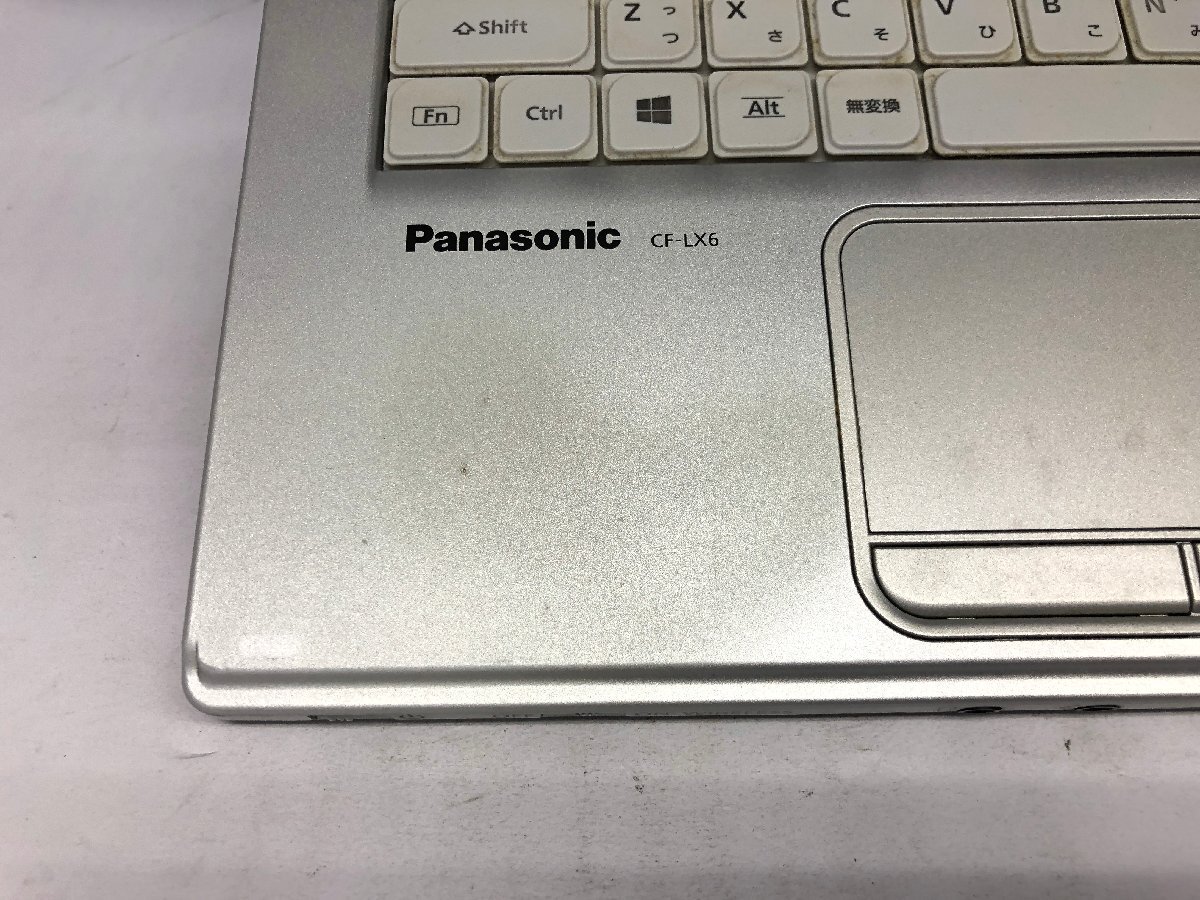 Shift Z っ つ X さ C そ V ひ B こ N
Fn Ctrl Alt 無変換
Panasonic CF-LX6